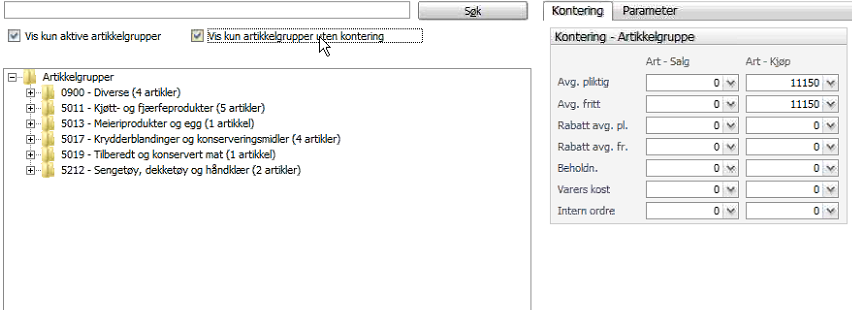 Søk
Vis kun aktive artikkelgrupper
Vis kun artikkelgrupper uten kontering
Artikkelgrupper
0900 - Diverse (4 artikler)
5011 - Kjøtt- og fjærfeprodukter (5 artikler)
5013 - Meieriprodukter og egg (1 artikkel)
5017 - Krydderblandinger og konserveringsmidler (4 artikler)
5019 - Tilberedt og konservert mat (1 artikkel)
5212 - Sengetøy, dekketøy og håndklær (2 artikler)
Kontering Parameter
Kontering - Artikkelgruppe
Art - Salg Art - Kjøp
Avg. pliktig 0 11150
Avg. fritt 0 11150
Rabatt avg. pl. 0 0
Rabatt avg. fr. 0 0
Beholdn. 0 0
Varers kost 0 0
Intern ordre 0 0